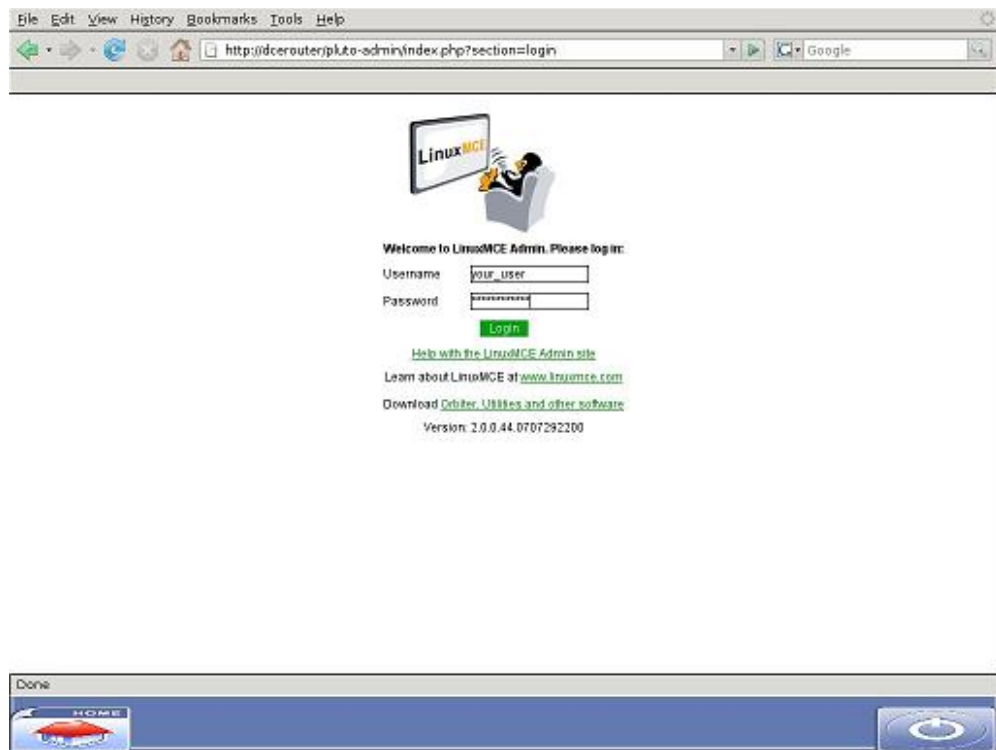 File Edit View History Bookmarks Tools Help
http://dcerouter/pluto-admin/index.php?section=login
Google
LinuxMCE
Welcome to LinuxMCE Admin. Please log in:
Username your_user
Password **********
Login
Help with the LinuxMCE Admin site
Learn about LinuxMCE at www.linuxmce.com
Download Orbiter, Utilities and other software
Version: 2.0.0.44.0707292200
Done
HOME